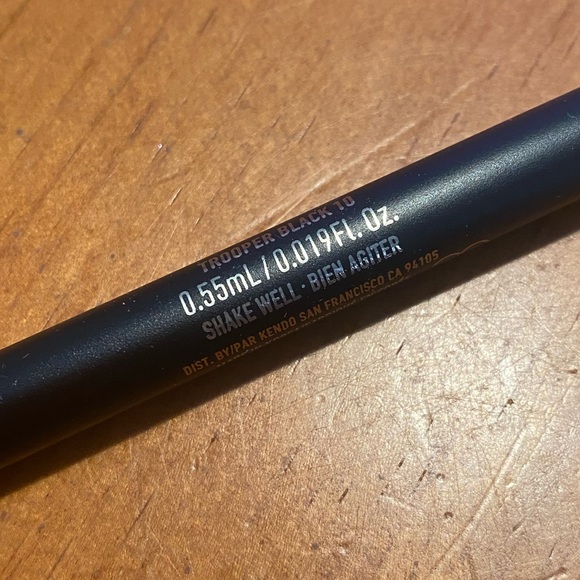 TROOPER BLACK 10
0.55mL / 0.019Fl. Oz.
SHAKE WELL · BIEN AGITER
DIST. BY/PAR KENDO SAN FRANCISCO CA 94105